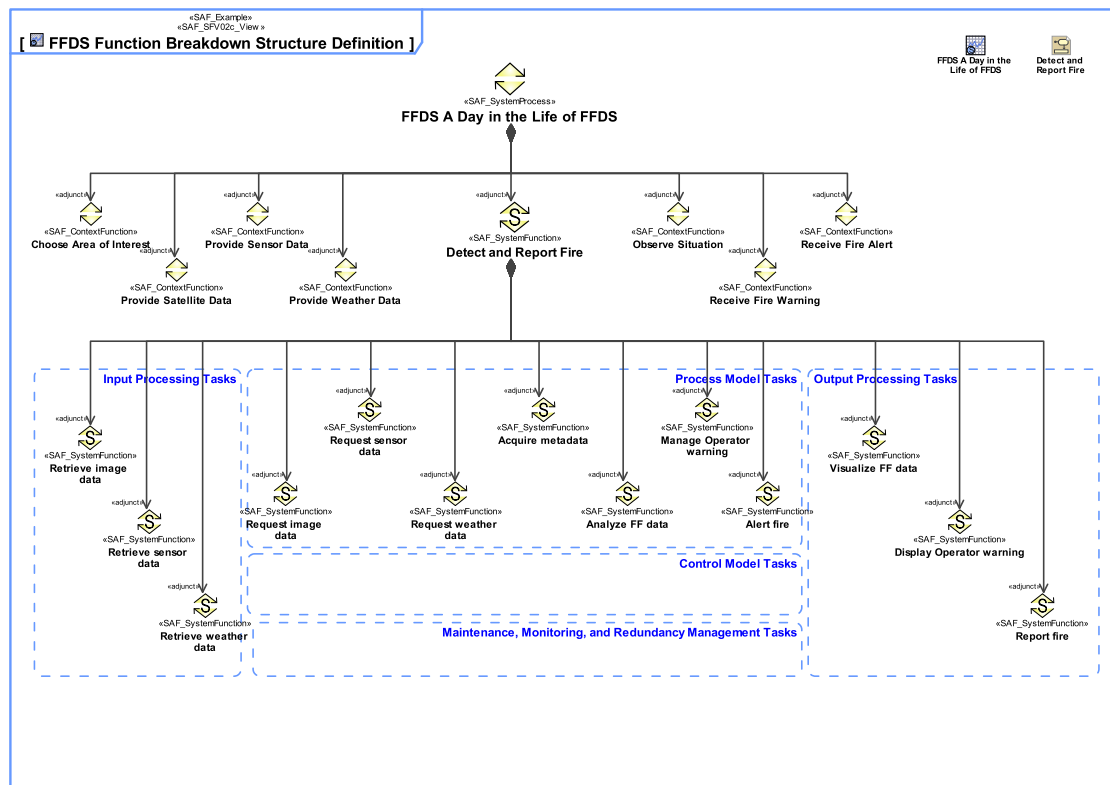 «SAF_Example»
«SAF_SFV02c_View »
[ FFDS Function Breakdown Structure Definition ]
FFDS A Day in the
Life of FFDS
Detect and
Report Fire
«SAF_SystemProcess»
FFDS A Day in the Life of FFDS
«adjunct»
«SAF_ContextFunction»
Choose Area of Interest
«adjunct»
«SAF_ContextFunction»
Provide Satellite Data
«adjunct»
«SAF_ContextFunction»
Provide Sensor Data
«adjunct»
«SAF_ContextFunction»
Provide Weather Data
«adjunct»
S
«SAF_SystemFunction»
Detect and Report Fire
«SAF_ContextFunction»
Observe Situation
«SAF_ContextFunction»
Receive Fire Warning
«adjunct»
«SAF_ContextFunction»
Receive Fire Alert
Input Processing Tasks
«adjunct»
S
«SAF_SystemFunction»
Retrieve image
data
«adjunct»
S
«SAF_SystemFunction»
Retrieve sensor
data
«adjunct»
S
«SAF_SystemFunction»
Retrieve weather
data
Process Model Tasks
«adjunct»
S
«SAF_SystemFunction»
Request sensor
data
«adjunct»
S
«SAF_SystemFunction»
Acquire metadata
«adjunct»
S
«SAF_SystemFunction»
Manage Operator
warning
«adjunct»
S
«SAF_SystemFunction»
Request image
data
«adjunct»
S
«SAF_SystemFunction»
Request weather
data
«adjunct»
S
«SAF_SystemFunction»
Analyze FF data
«adjunct»
S
«SAF_SystemFunction»
Alert fire
Control Model Tasks
Maintenance, Monitoring, and Redundancy Management Tasks
Output Processing Tasks
«adjunct»
S
«SAF_SystemFunction»
Visualize FF data
«adjunct»
S
«SAF_SystemFunction»
Display Operator warning
«adjunct»
S
«SAF_SystemFunction»
Report fire